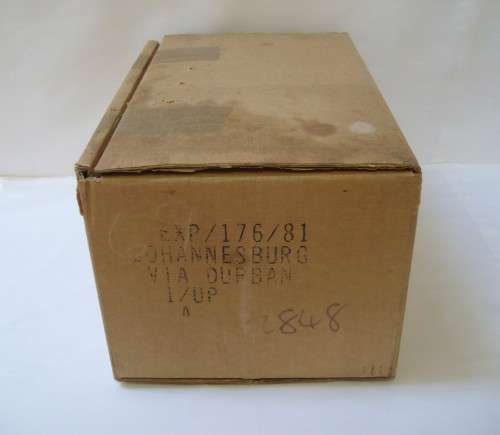 EXP/176/81
JOHANNESBURG
VIA DURBAN
1/UP
A
2848